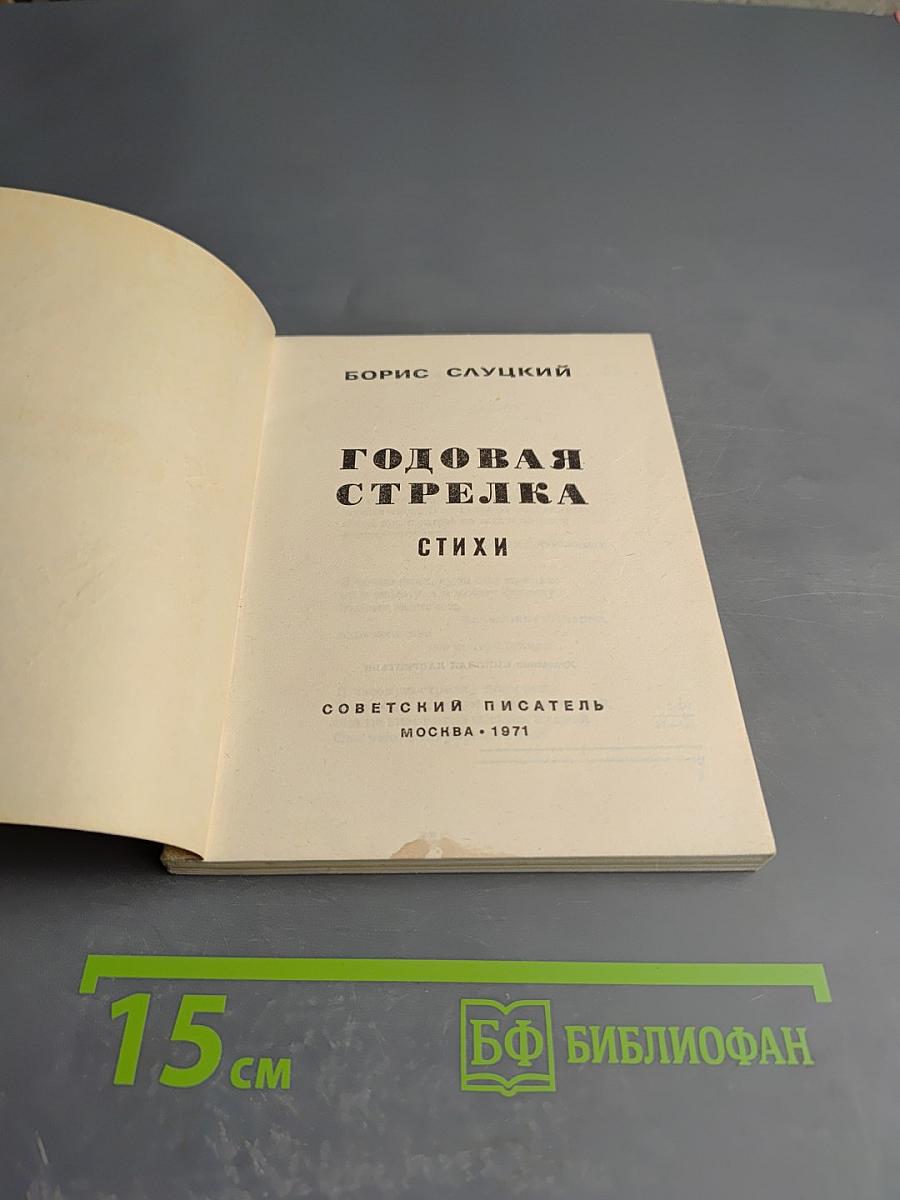 БОРИС СЛУЦКИЙ
ГОДОВАЯ
СТРЕЛКА
СТИХИ
СОВЕТСКИЙ ПИСАТЕЛЬ
МОСКВА • 1971
15 см
БФ БИБЛИОФАН